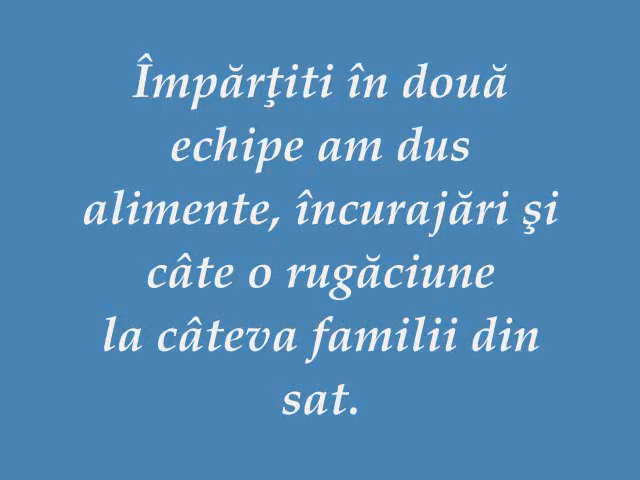 Împărţiti în două
echipe am dus
alimente, încurajări şi
câte o rugăciune
la câteva familii din
sat.